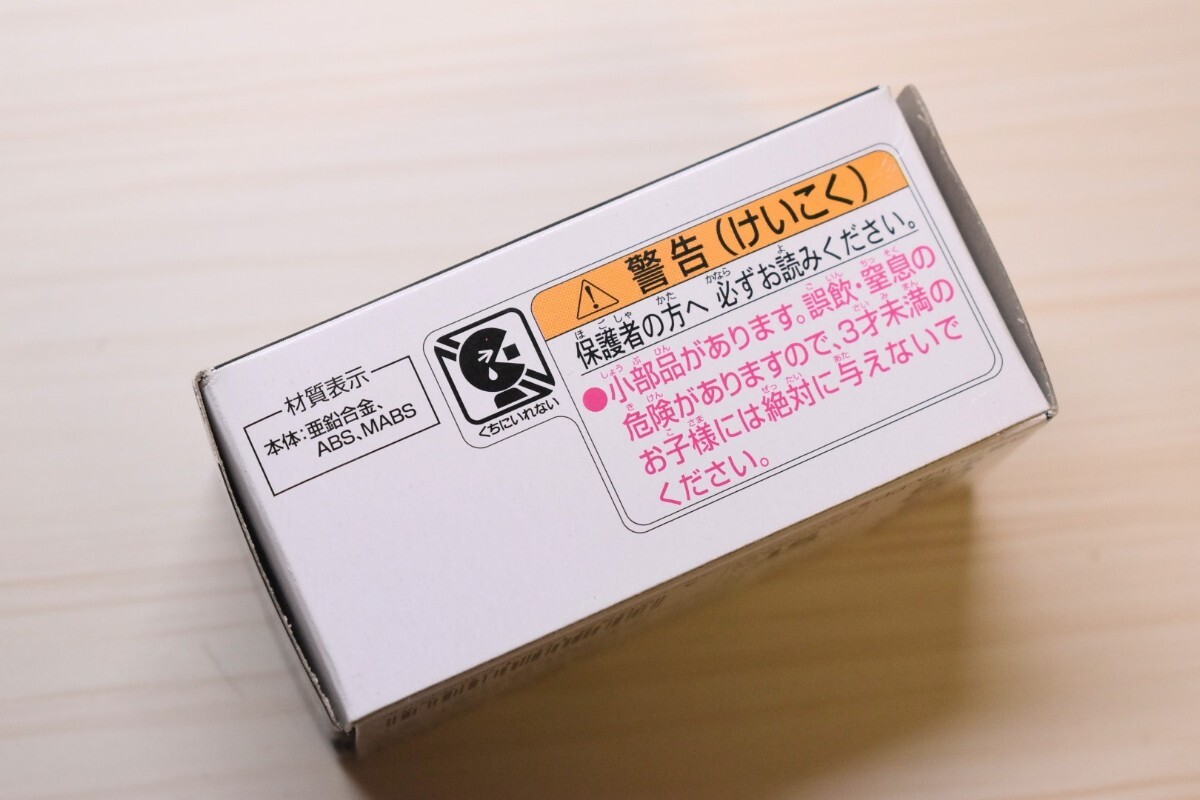 材質表示
本体:亜鉛合金、
ABS、MABS
くちにいれない
警告(けいこく)
保護者の方へ 必ずお読みください。
●小部品があります。誤飲・窒息の
危険がありますので、3才未満の
お子様には絶対に与えないで
ください。